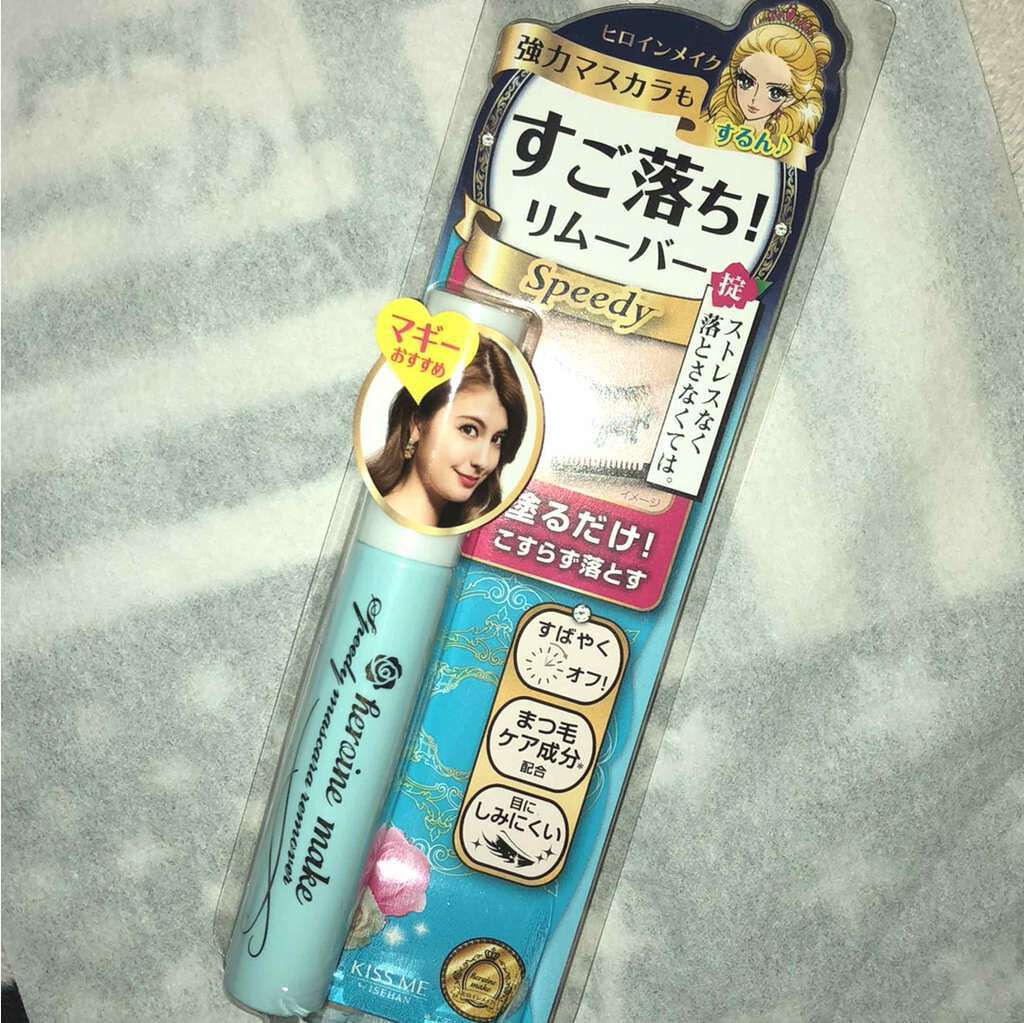 ヒロインメイク
強力マスカラも
するん♪
すご落ち!
リムーバー
Speedy
掟
ストレスなく
落とさなくては。
マギー
おすすめ
イメージ
塗るだけ!
こすらず落とす
すばやく
オフ!
まつ毛
ケア成分*
配合
目に
しみにくい
heroine make
Speedy mascara remover
KISS ME
by ISEHAN
heroine
make